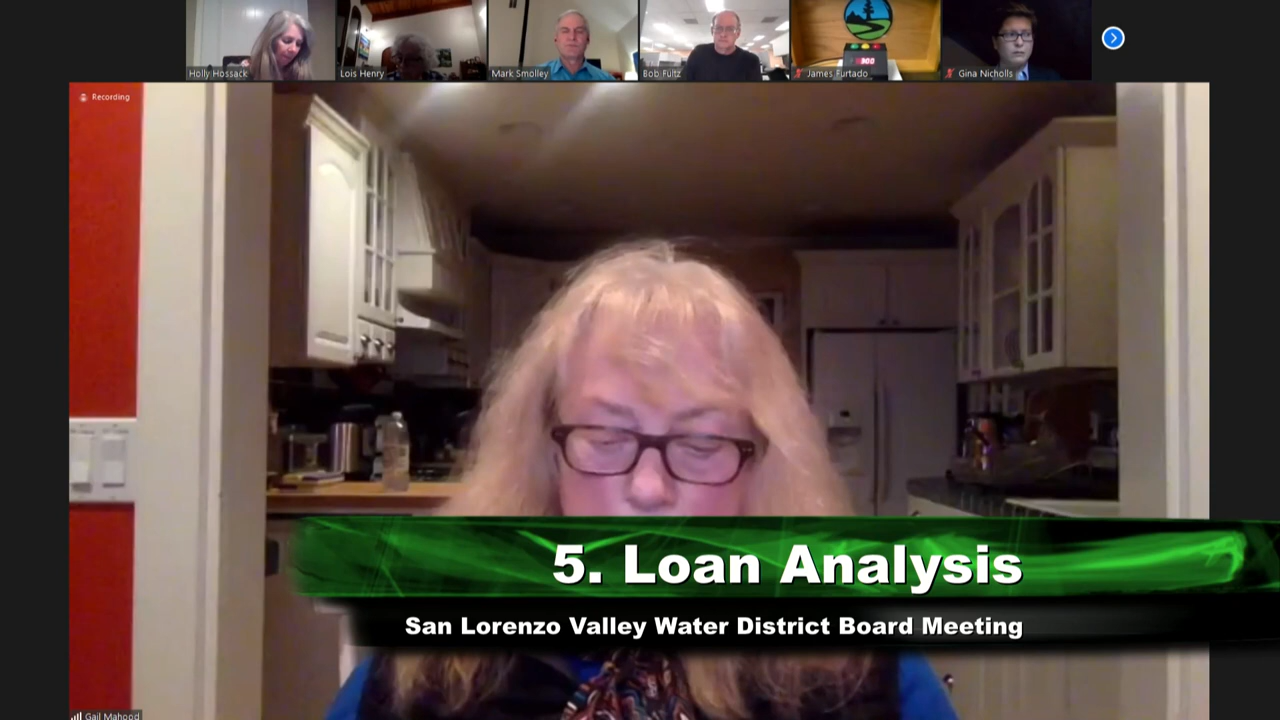 Holly Hossack
Lois Henry
Mark Smolley
Bob Fultz
James Furtado
Gina Nicholls
300
Recording
5. Loan Analysis
San Lorenzo Valley Water District Board Meeting
Gail Mahood